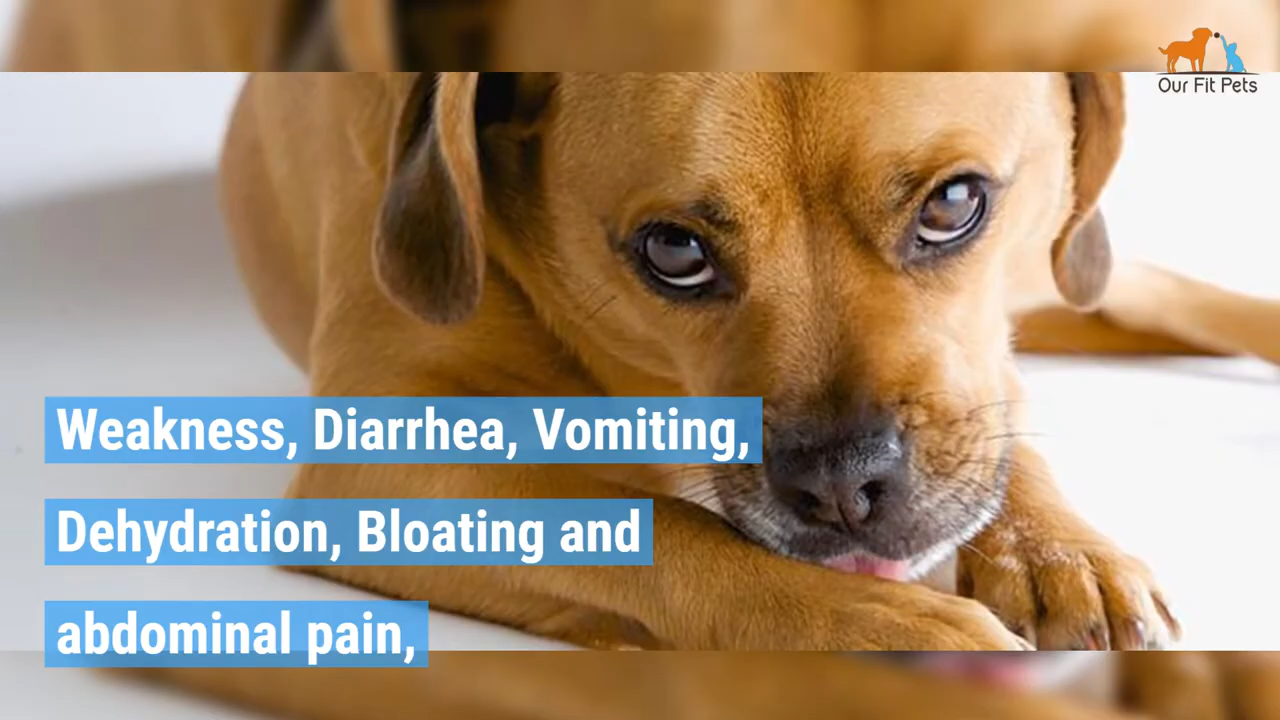 Our Fit Pets
Weakness, Diarrhea, Vomiting,
Dehydration, Bloating and
abdominal pain,